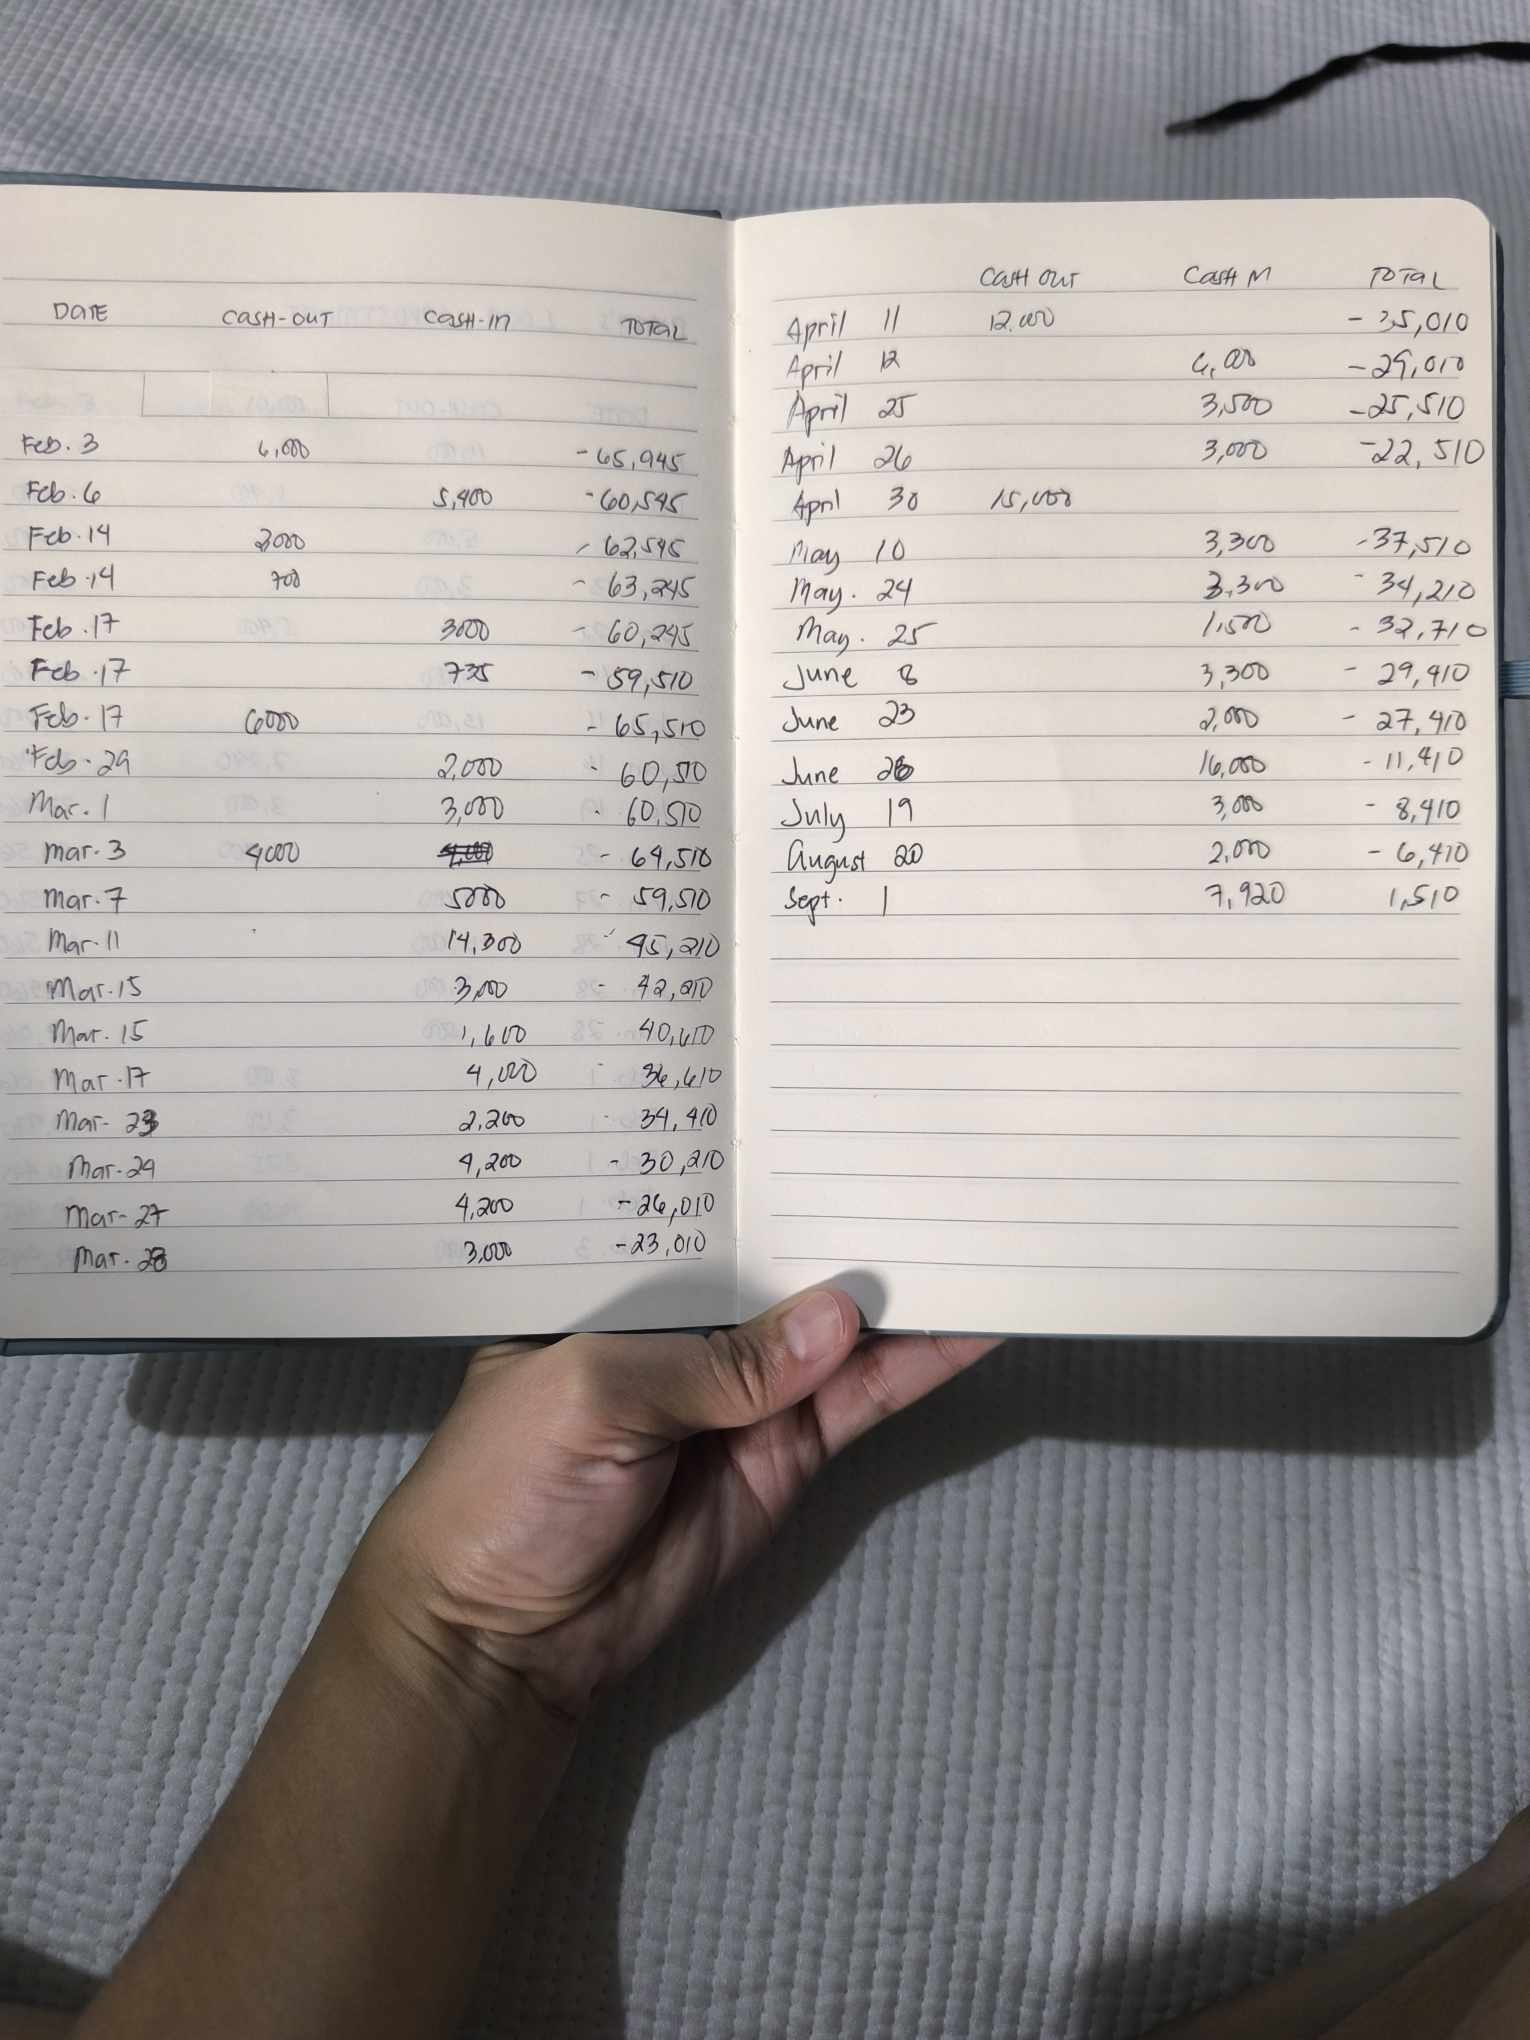 DATE CASH-OUT CASH-IN TOTAL
Feb. 3 6,000 -65,945
Feb. 6 5,400 -60,545
Feb. 14 2000 - 62,545
Feb. 14 700 - 63,245
Feb. 17 3000 - 60,245
Feb. 17 735 - 59,510
Feb. 17 6000 - 65,510
Feb. 29 2,000 - 60,510
Mar. 1 3,000 - 60,510
Mar. 3 4000 - 64,510
Mar. 7 5000 - 59,510
Mar. 11 14,300 - 45,210
Mar. 15 3,000 - 42,210
Mar. 15 1,600 - 40,610
Mar. 17 4,000 - 36,610
Mar. 23 2,200 - 34,410
Mar. 24 4,200 - 30,210
Mar. 27 4,200 - 26,010
Mar. 28 3,000 -23,010
CASH OUT CASH IN TOTAL
April 11 12,000 - 35,010
April 12 6,000 -29,010
April 25 3,500 -25,510
April 26 3,000 -22,510
April 30 15,000
May 10 3,300 -37,510
May. 24 3,300 - 34,210
May. 25 1,500 - 32,710
June 8 3,300 - 29,410
June 23 2,000 - 27,410
June 28 16,000 - 11,410
July 19 3,000 - 8,410
August 20 2,000 - 6,410
Sept. 1 7,920 1,510